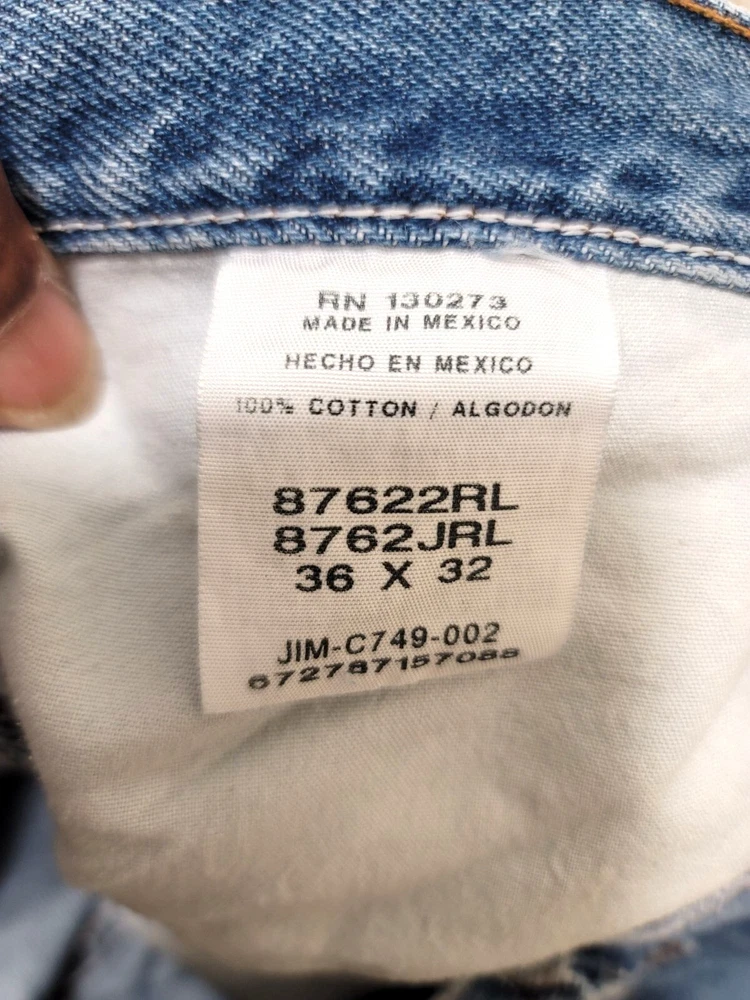 RN 130273
MADE IN MEXICO
HECHO EN MEXICO
100% COTTON / ALGODON
87622RL
8762JRL
36 X 32
JIM-C749-002
672787157088